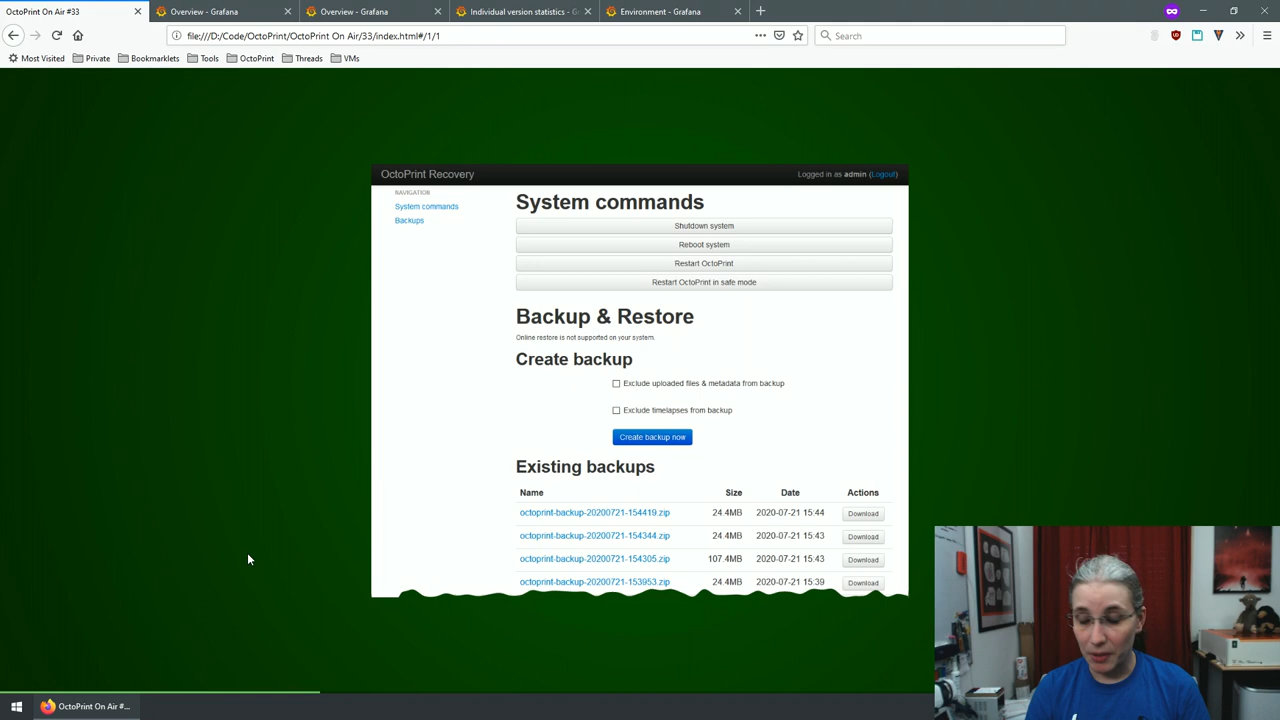 OctoPrint On Air #33
Overview - Grafana
Overview - Grafana
Individual version statistics - G
Environment - Grafana
file:///D:/Code/OctoPrint/OctoPrint On Air/33/index.html#/1/1
Search
Most Visited
Private
Bookmarklets
Tools
OctoPrint
Threads
VMs
OctoPrint Recovery
Logged in as admin (Logout)
NAVIGATION
System commands
Backups
System commands
Shutdown system
Reboot system
Restart OctoPrint
Restart OctoPrint in safe mode
Backup & Restore
Online restore is not supported on your system.
Create backup
Exclude uploaded files & metadata from backup
Exclude timelapses from backup
Create backup now
Existing backups
Name Size Date Actions
octoprint-backup-20200721-154419.zip 24.4MB 2020-07-21 15:44 Download
octoprint-backup-20200721-154344.zip 24.4MB 2020-07-21 15:43 Download
octoprint-backup-20200721-154305.zip 107.4MB 2020-07-21 15:43 Download
octoprint-backup-20200721-153953.zip 24.4MB 2020-07-21 15:39 Download
OctoPrint On Air #...